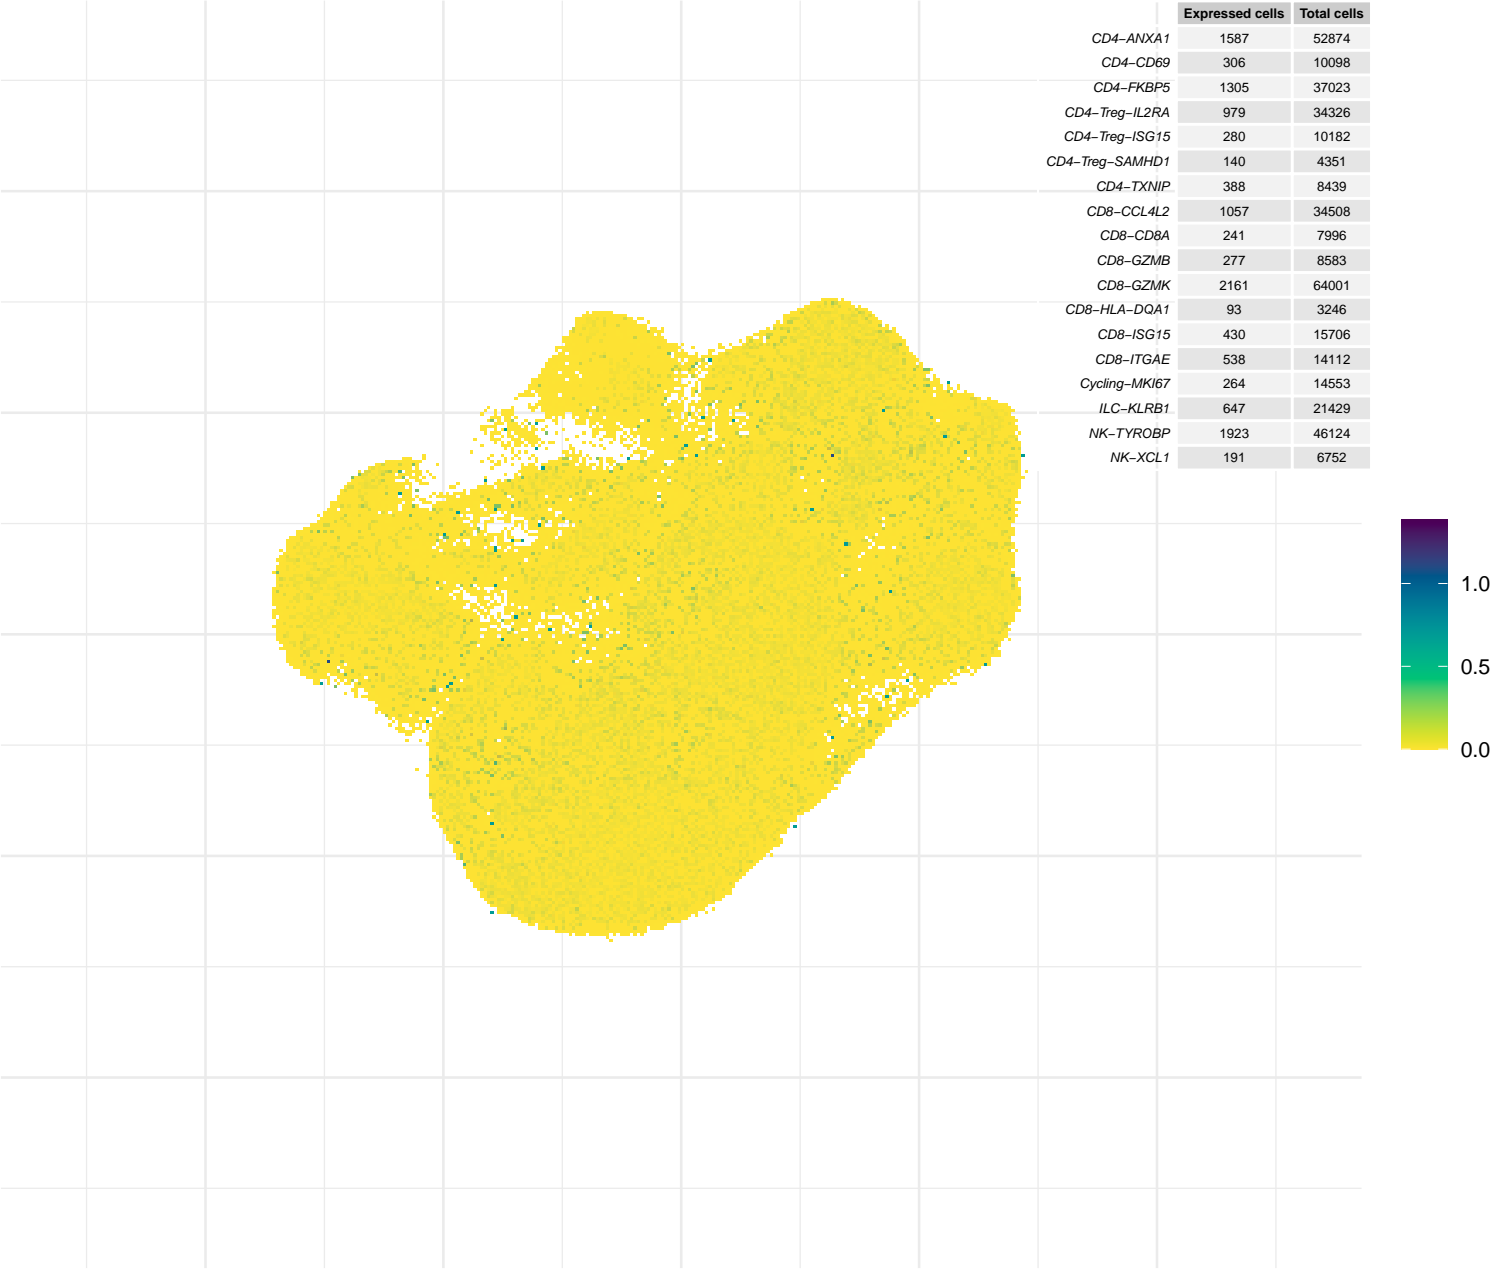 Expressed cells Total cells
CD4−ANXA1 1587 52874
CD4−CD69 306 10098
CD4−FKBP5 1305 37023
CD4−Treg−IL2RA 979 34326
CD4−Treg−ISG15 280 10182
CD4−Treg−SAMHD1 140 4351
CD4−TXNIP 388 8439
CD8−CCL4L2 1057 34508
CD8−CD8A 241 7996
CD8−GZMB 277 8583
CD8−GZMK 2161 64001
CD8−HLA−DQA1 93 3246
CD8−ISG15 430 15706
CD8−ITGAE 538 14112
Cycling−MKI67 264 14553
ILC−KLRB1 647 21429
NK−TYROBP 1923 46124
NK−XCL1 191 6752
1.0
0.5
0.0